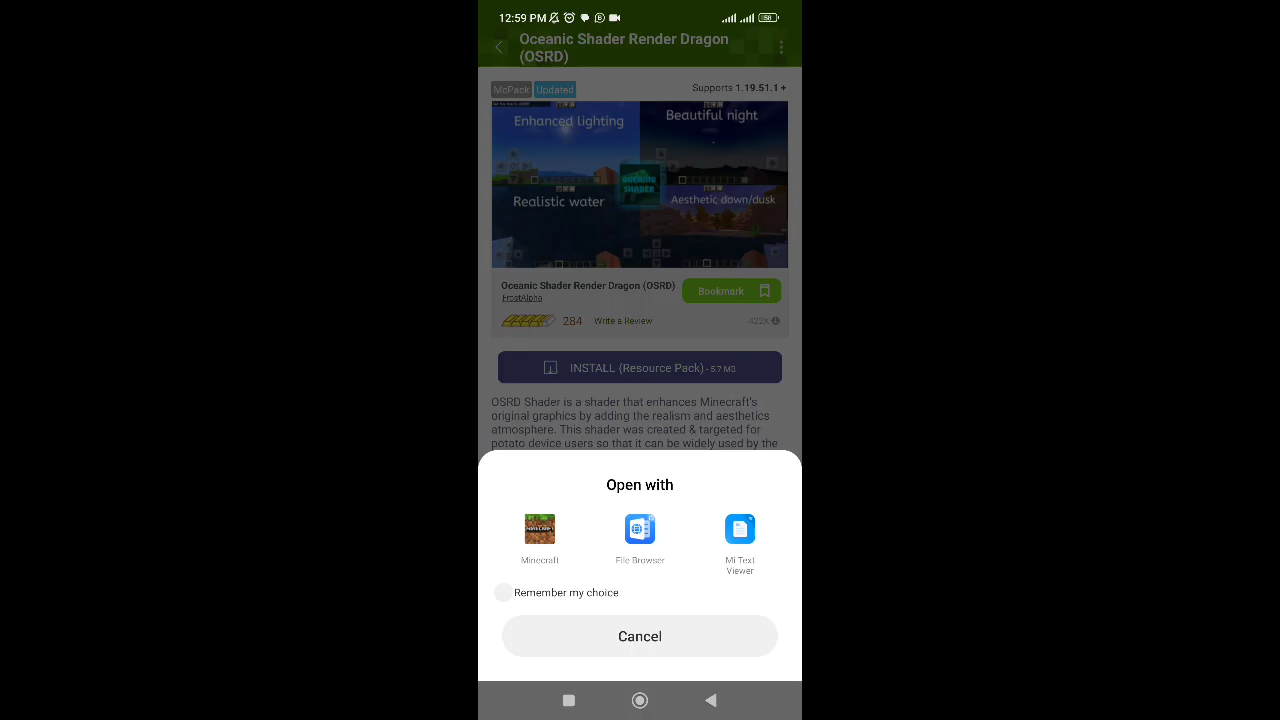 12:59 PM
58
Oceanic Shader Render Dragon
(OSRD)
McPack
Updated
Supports 1.19.51.1 +
Enhanced lighting
Beautiful night
OCEANIC
SHADER
Realistic water
Aesthetic dawn/dusk
Oceanic Shader Render Dragon (OSRD)
Bookmark
FrostAlpha
284
Write a Review
422K
INSTALL (Resource Pack) - 5.7 MB
OSRD Shader is a shader that enhances Minecraft's
original graphics by adding the realism and aesthetics
atmosphere. This shader was created & targeted for
potato device users so that it can be widely used by the
Open with
MINECRAFT
Minecraft
File Browser
Mi Text
Viewer
Remember my choice
Cancel